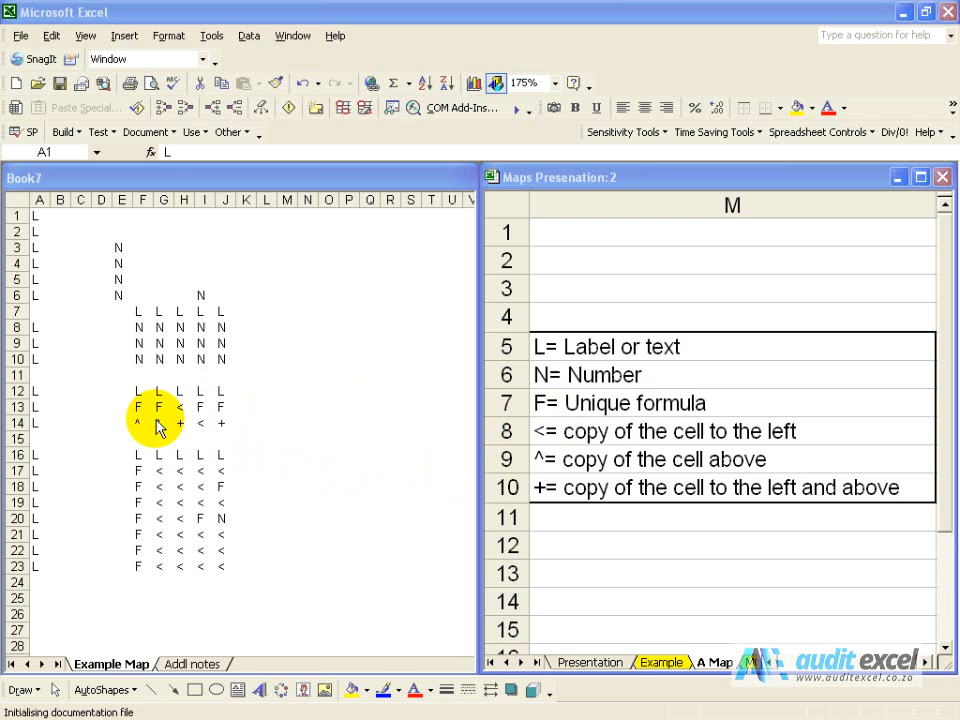 Microsoft Excel
File Edit View Insert Format Tools Data Window Help
Type a question for help
SnagIt Window
175%
Paste Special... COM Add-Ins...
SP Build Test Document Use Other Sensitivity Tools Time Saving Tools Spreadsheet Controls Div/0! Help
A1 fx L
Book7
A B C D E F G H I J K L M N O P Q R S T U V
1 L
2 L
3 L N
4 L N
5 L N
6 L N N
7 L L L L L
8 L N N N N N
9 L N N N N N
10 L N N N N N
11
12 L L L L L L
13 L F F < F F
14 L ^ + < +
15
16 L L L L L L
17 L F < < < <
18 L F < < < F
19 L F < < < <
20 L F < < F N
21 L F < < < <
22 L F < < < <
23 L F < < < <
24
25
26
27
28
Example Map Addl notes
Maps Presenation:2
M
1
2
3
4
5 L= Label or text
6 N= Number
7 F= Unique formula
8 <= copy of the cell to the left
9 ^= copy of the cell above
10 += copy of the cell to the left and above
11
12
13
14
15
Presentation Example A Map
audit excel
www.auditexcel.co.za
Draw AutoShapes
Initialising documentation file